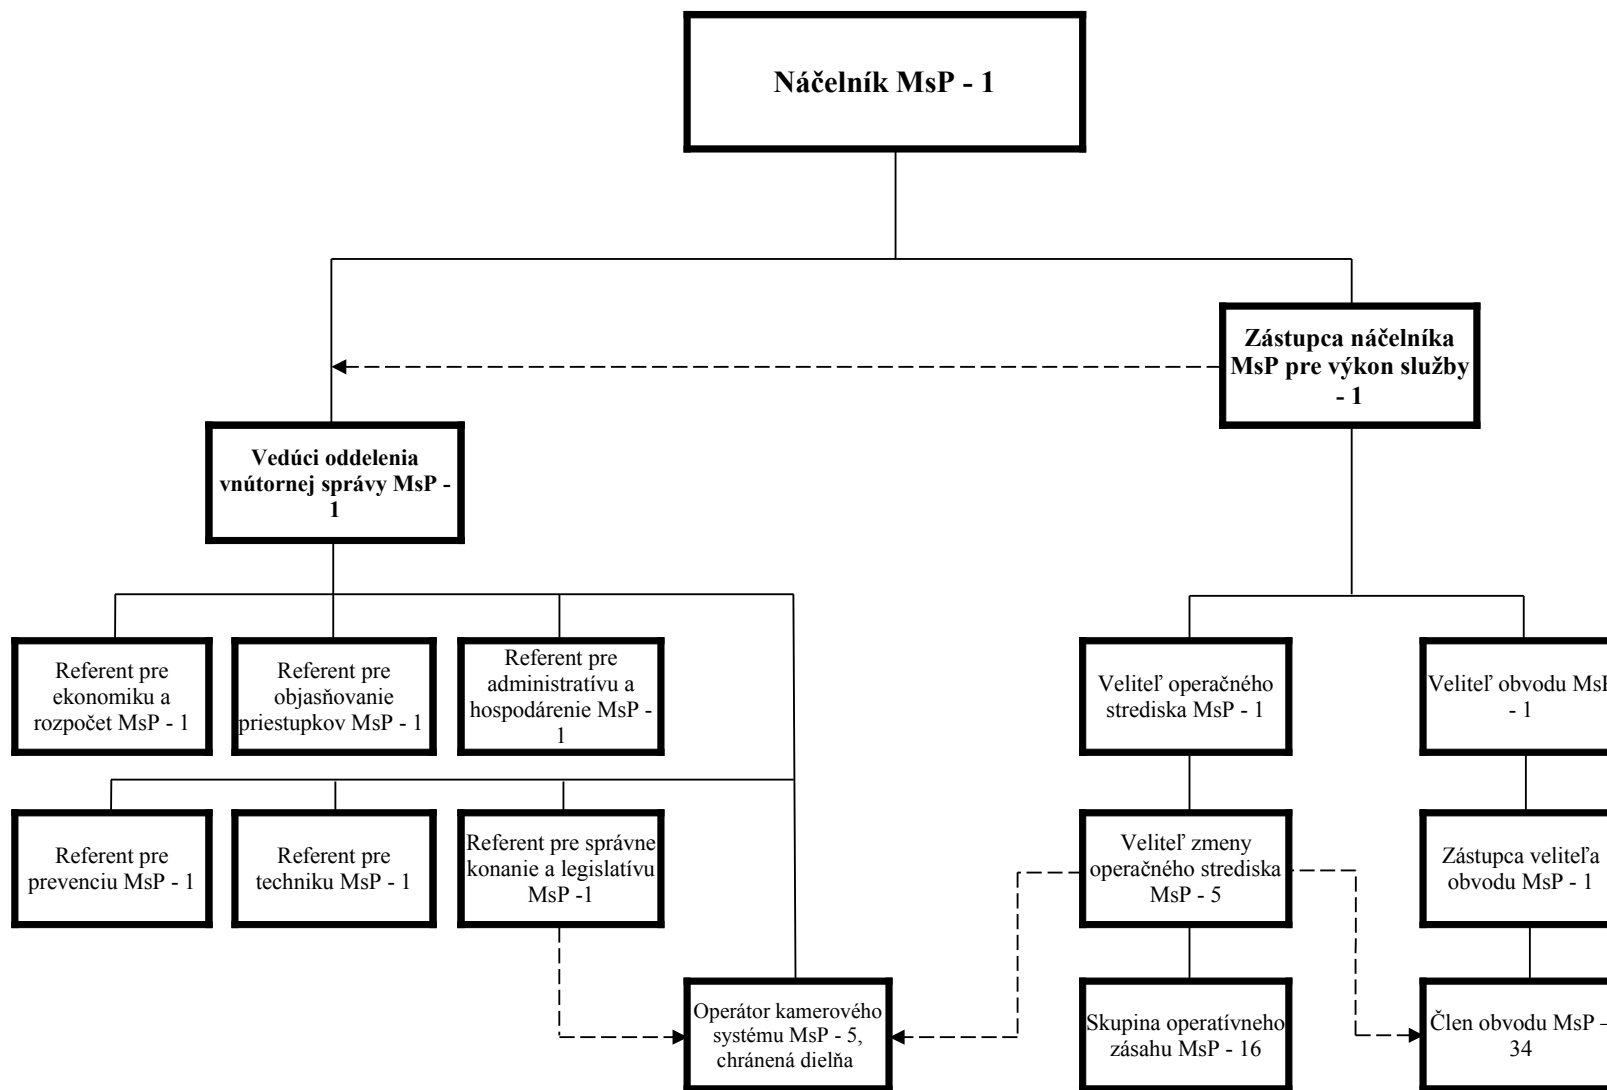 Náčelník MsP - 1
Zástupca náčelníka
MsP pre výkon služby
- 1
Vedúci oddelenia
vnútornej správy MsP -
1
Referent pre
ekonomiku a
rozpočet MsP - 1
Referent pre
objasňovanie
priestupkov MsP - 1
Referent pre
administratívu a
hospodárenie MsP -
1
Veliteľ operačného
strediska MsP - 1
Veliteľ obvodu MsP
- 1
Referent pre
prevenciu MsP - 1
Referent pre
techniku MsP - 1
Referent pre správne
konanie a legislatívu
MsP -1
Veliteľ zmeny
operačného strediska
MsP - 5
Zástupca veliteľa
obvodu MsP - 1
Operátor kamerového
systému MsP - 5,
chránená dielňa
Skupina operatívneho
zásahu MsP - 16
Člen obvodu MsP –
34